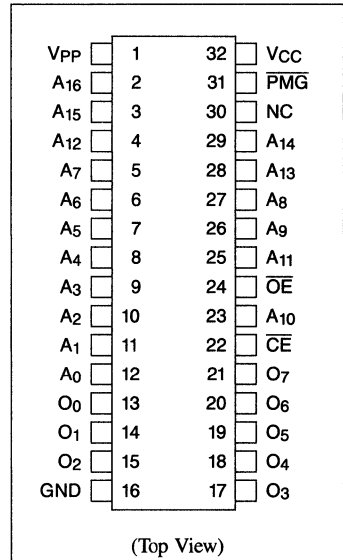 VPP 1 32 VCC
A16 2 31 PMG
A15 3 30 NC
A12 4 29 A14
A7 5 28 A13
A6 6 27 A8
A5 7 26 A9
A4 8 25 A11
A3 9 24 OE
A2 10 23 A10
A1 11 22 CE
A0 12 21 O7
O0 13 20 O6
O1 14 19 O5
O2 15 18 O4
GND 16 17 O3
(Top View)